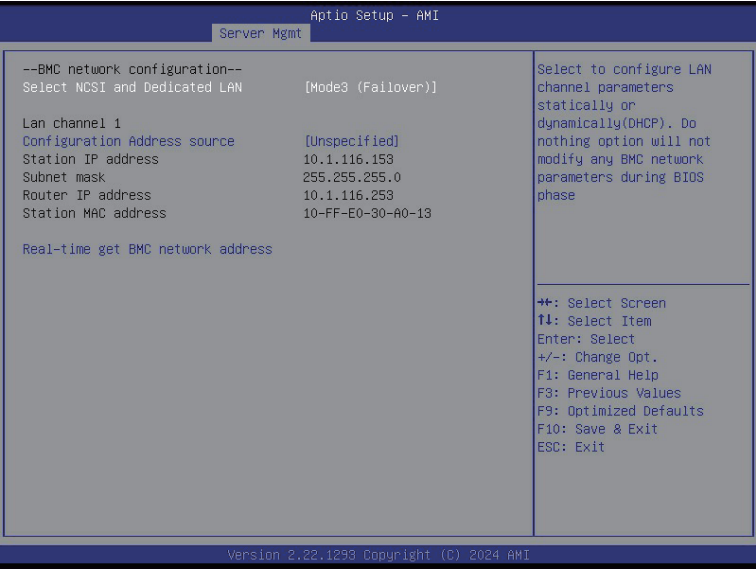 Aptio Setup – AMI
Server Mgmt
--BMC network configuration--
Select NCSI and Dedicated LAN [Mode3 (Failover)]
Lan channel 1
Configuration Address source [Unspecified]
Station IP address 10.1.116.153
Subnet mask 255.255.255.0
Router IP address 10.1.116.253
Station MAC address 10-FF-E0-30-A0-13
Real-time get BMC network address
Select to configure LAN
channel parameters
statically or
dynamically(DHCP). Do
nothing option will not
modify any BMC network
parameters during BIOS
phase
→←: Select Screen
↑↓: Select Item
Enter: Select
+/-: Change Opt.
F1: General Help
F3: Previous Values
F9: Optimized Defaults
F10: Save & Exit
ESC: Exit
Version 2.22.1293 Copyright (C) 2024 AMI